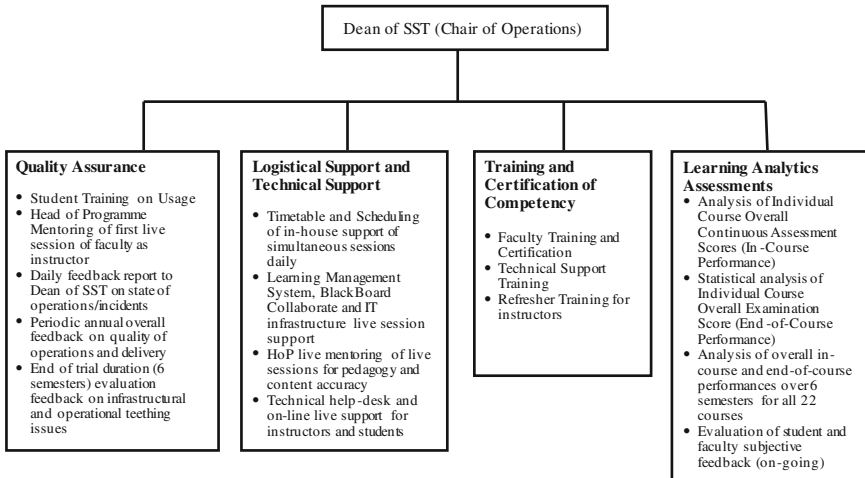 Dean of SST (Chair of Operations)
Quality Assurance
• Student Training on Usage
• Head of Programme
Mentoring of first live
session of faculty as
instructor
• Daily feedback report to
Dean of SST on state of
operations/incidents
• Periodic annual overall
feedback on quality of
operations and delivery
• End of trial duration (6
semesters) evaluation
feedback on infrastructural
and operational teething
issues
Logistical Support and
Technical Support
• Timetable and Scheduling
of in-house support of
simultaneous sessions
daily
• Learning Management
System, BlackBoard
Collaborate and IT
infrastructure live session
support
• HoP live mentoring of live
sessions for pedagogy and
content accuracy
• Technical help-desk and
on-line live support for
instructors and students
Training and
Certification of
Competency
• Faculty Training and
Certification
• Technical Support
Training
• Refresher Training for
instructors
Learning Analytics
Assessments
• Analysis of Individual
Course Overall
Continuous Assessment
Scores (In-Course
Performance)
• Statistical analysis of
Individual Course
Overall Examination
Score (End-of-Course
Performance)
• Analysis of overall in-
course and end-of-course
performances over 6
semesters for all 22
courses
• Evaluation of student and
faculty subjective
feedback (on-going)